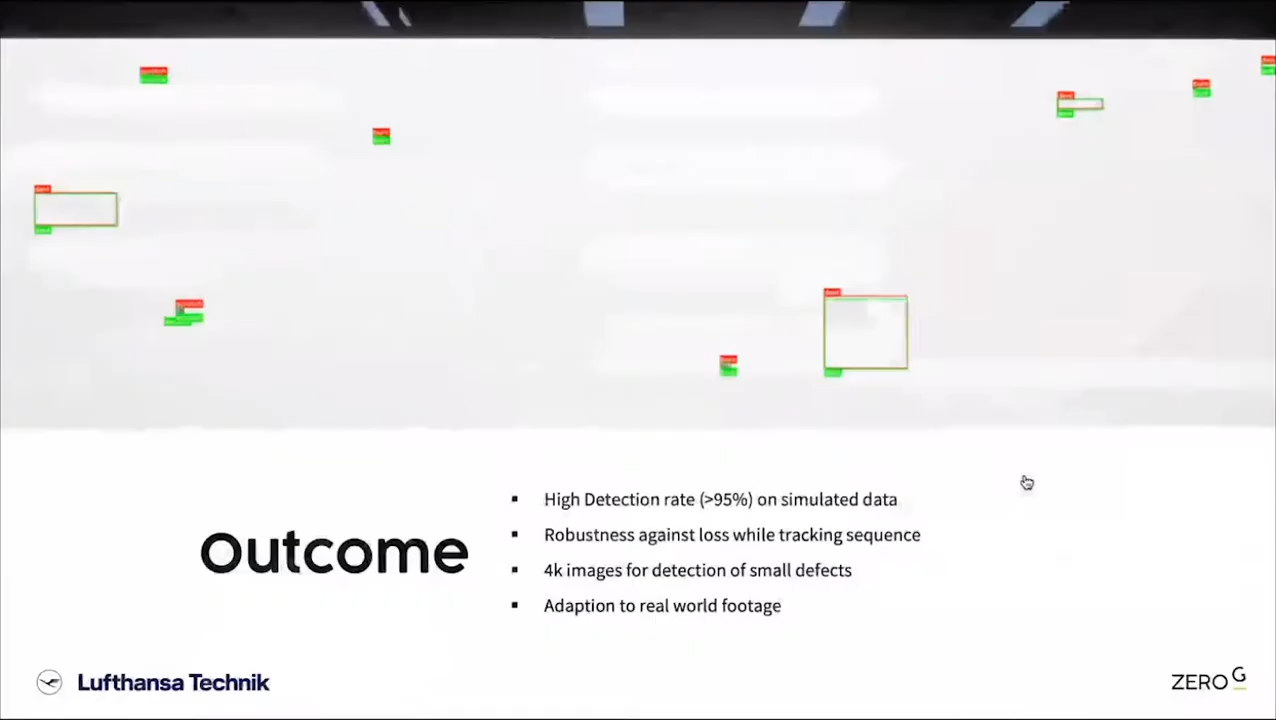 Outcome
▪ High Detection rate (>95%) on simulated data
▪ Robustness against loss while tracking sequence
▪ 4k images for detection of small defects
▪ Adaption to real world footage
Lufthansa Technik
ZERO G